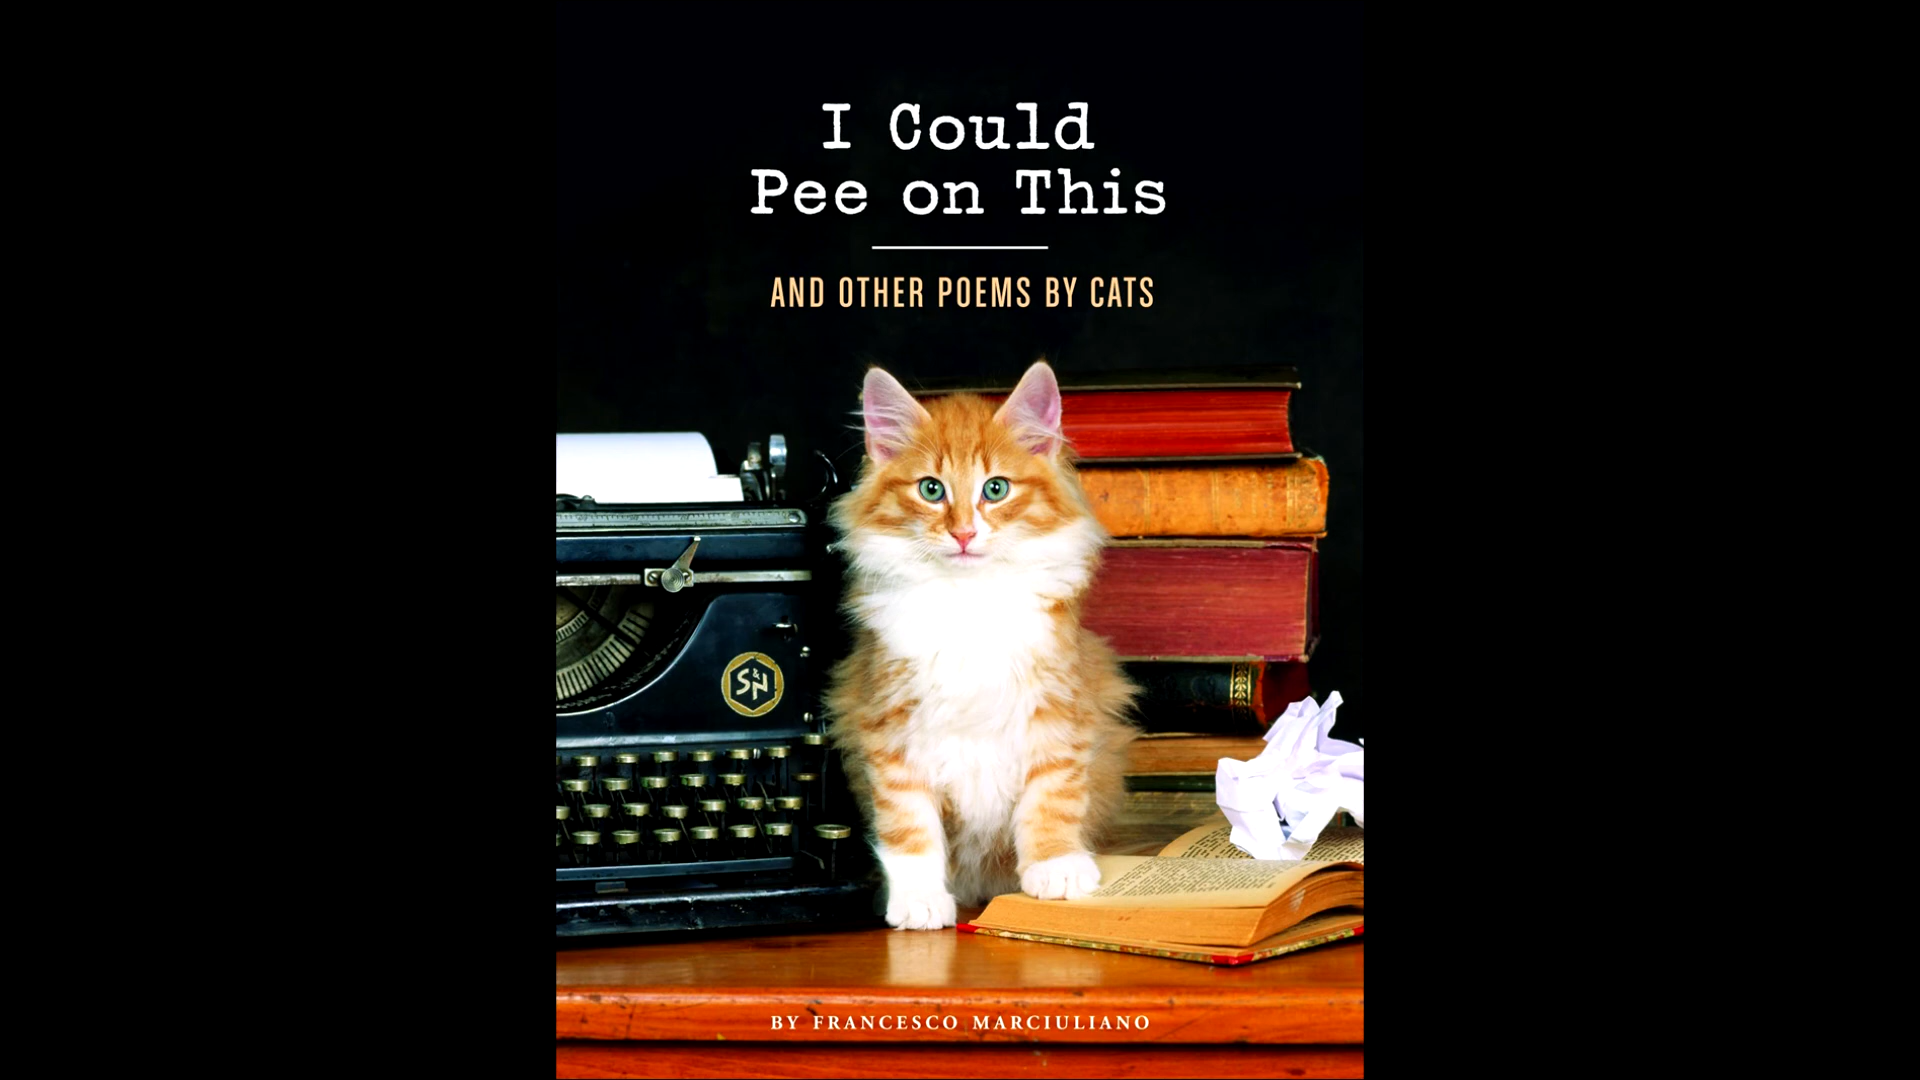 I Could
Pee on This
AND OTHER POEMS BY CATS
S&N
BY FRANCESCO MARCIULIANO